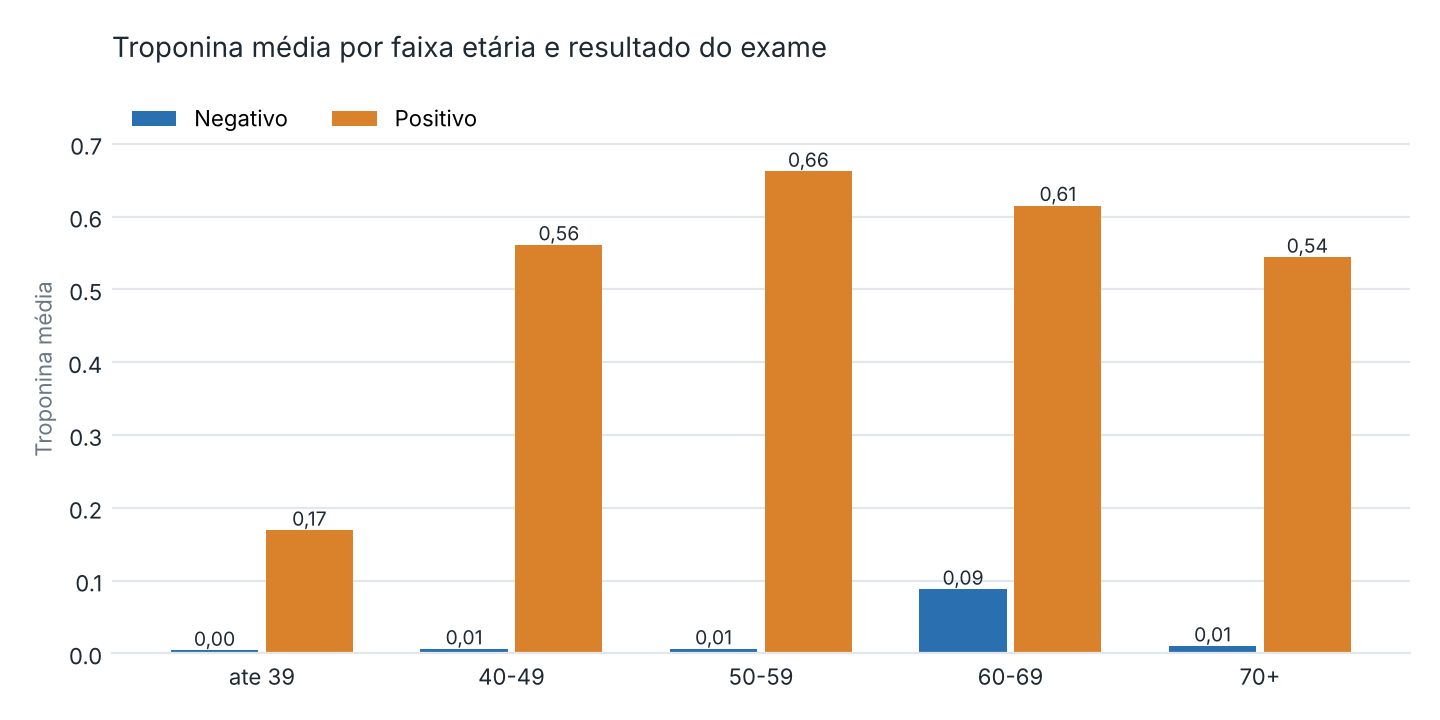 Troponina média por faixa etária e resultado do exame
Negativo Positivo
Troponina média
0.7
0.6
0.5
0.4
0.3
0.2
0.1
0.0
0,00 0,17 0,01 0,56 0,01 0,66 0,09 0,61 0,01 0,54
ate 39 40-49 50-59 60-69 70+